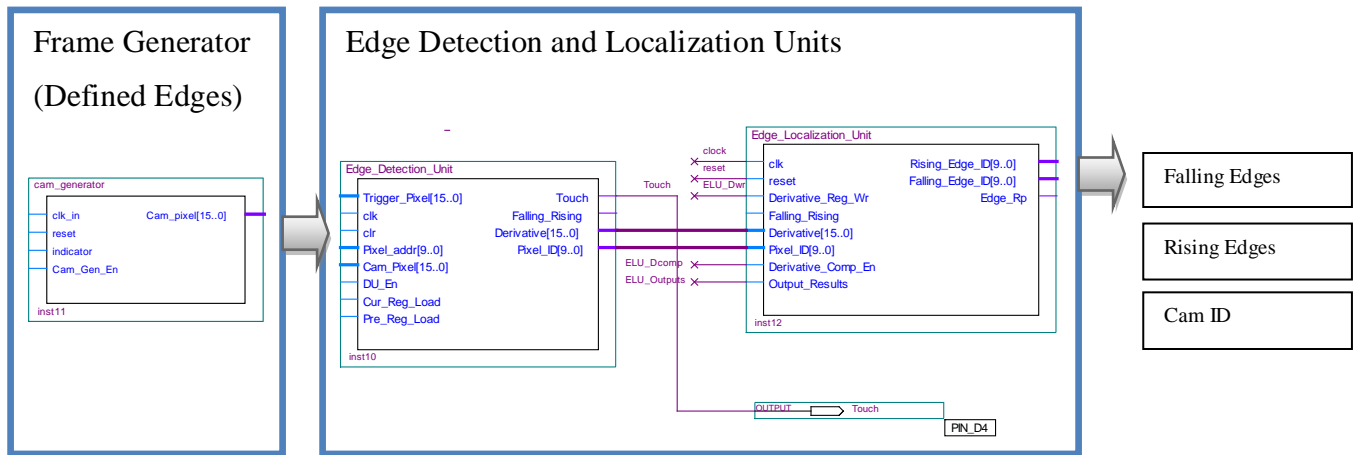 Frame Generator
(Defined Edges)
cam_generator
clk_in
reset
indicator
Cam_Gen_En
Cam_pixel[15..0]
inst11
Edge Detection and Localization Units
Edge_Detection_Unit
Trigger_Pixel[15..0]
clk
clr
Pixel_addr[9..0]
Cam_Pixel[15..0]
DU_En
Cur_Reg_Load
Pre_Reg_Load
Touch
Falling_Rising
Derivative[15..0]
Pixel_ID[9..0]
inst10
Touch
clock
reset
ELU_Dwr
ELU_Dcomp
ELU_Outputs
Edge_Localization_Unit
clk
reset
Derivative_Reg_Wr
Falling_Rising
Derivative[15..0]
Pixel_ID[9..0]
Derivative_Comp_En
Output_Results
Rising_Edge_ID[9..0]
Falling_Edge_ID[9..0]
Edge_Rp
inst12
OUTPUT
Touch
PIN_D4
Falling Edges
Rising Edges
Cam ID